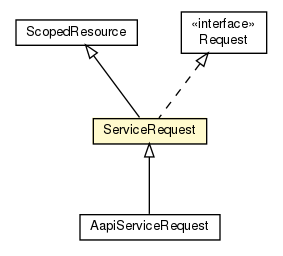 ScopedResource
«interface»
Request
ServiceRequest
AapiServiceRequest